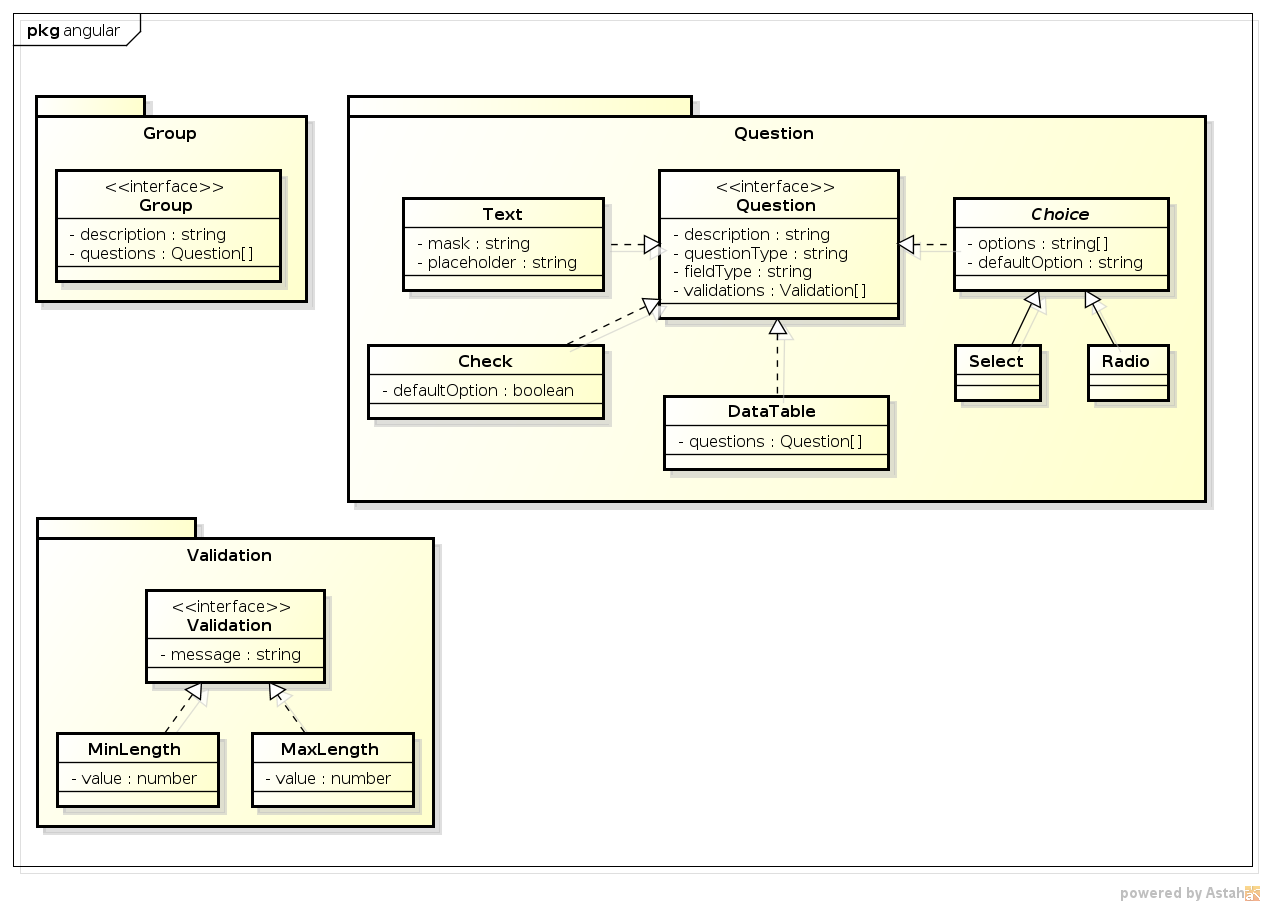 pkg angular
Group
<<interface>>
Group
- description : string
- questions : Question[]
Question
Text
- mask : string
- placeholder : string
<<interface>>
Question
- description : string
- questionType : string
- fieldType : string
- validations : Validation[]
Choice
- options : string[]
- defaultOption : string
Check
- defaultOption : boolean
DataTable
- questions : Question[]
Select
Radio
Validation
<<interface>>
Validation
- message : string
MinLength
- value : number
MaxLength
- value : number
powered by Astah